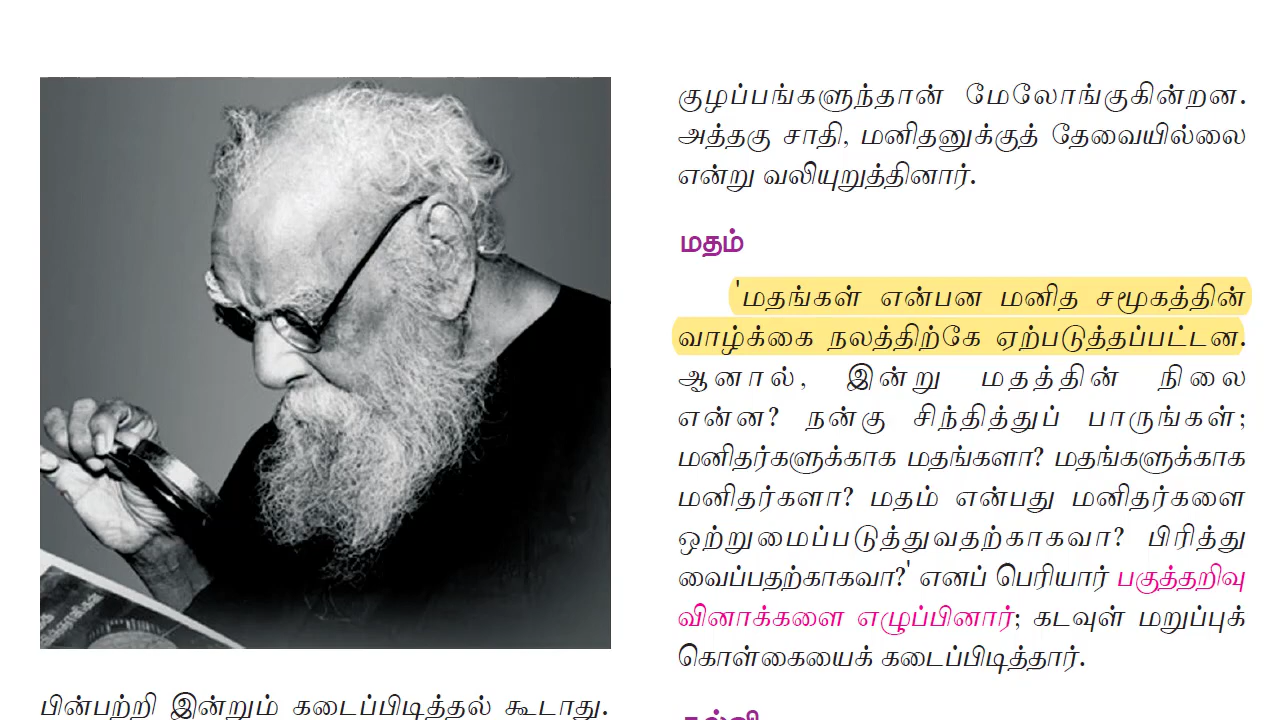 பின்பற்றி இன்றும் கடைப்பிடித்தல் கூடாது.
குழப்பங்களுந்தான் மேலோங்குகின்றன.
அத்தகு சாதி, மனிதனுக்குத் தேவையில்லை
என்று வலியுறுத்தினார்.
மதம்
'மதங்கள் என்பன மனித சமூகத்தின்
வாழ்க்கை நலத்திற்கே ஏற்படுத்தப்பட்டன.
ஆனால், இன்று மதத்தின் நிலை
என்ன? நன்கு சிந்தித்துப் பாருங்கள்;
மனிதர்களுக்காக மதங்களா? மதங்களுக்காக
மனிதர்களா? மதம் என்பது மனிதர்களை
ஒற்றுமைப்படுத்துவதற்காகவா? பிரித்து
வைப்பதற்காகவா?' எனப் பெரியார் பகுத்தறிவு
வினாக்களை எழுப்பினார்; கடவுள் மறுப்புக்
கொள்கையைக் கடைப்பிடித்தார்.